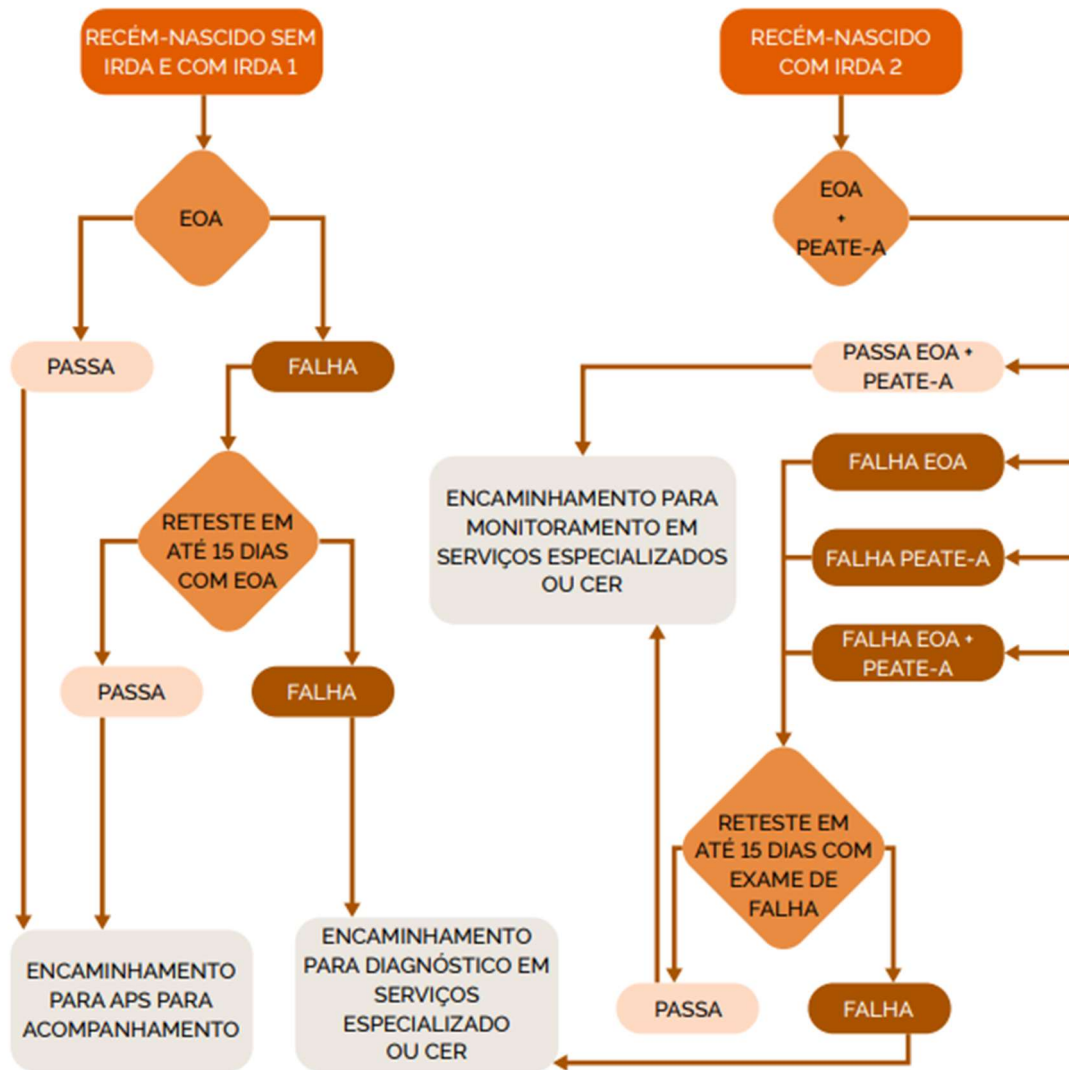 RECÉM-NASCIDO SEM
IRDA E COM IRDA 1
EOA
PASSA
FALHA
RETESTE EM
ATÉ 15 DIAS
COM EOA
PASSA
FALHA
ENCAMINHAMENTO
PARA APS PARA
ACOMPANHAMENTO
ENCAMINHAMENTO
PARA DIAGNÓSTICO EM
SERVIÇOS
ESPECIALIZADO
OU CER
RECÉM-NASCIDO
COM IRDA 2
EOA
+
PEATE-A
PASSA EOA +
PEATE-A
FALHA EOA
FALHA PEATE-A
FALHA EOA +
PEATE-A
ENCAMINHAMENTO PARA
MONITORAMENTO EM
SERVIÇOS ESPECIALIZADOS
OU CER
RETESTE EM
ATÉ 15 DIAS COM
EXAME DE
FALHA
PASSA
FALHA